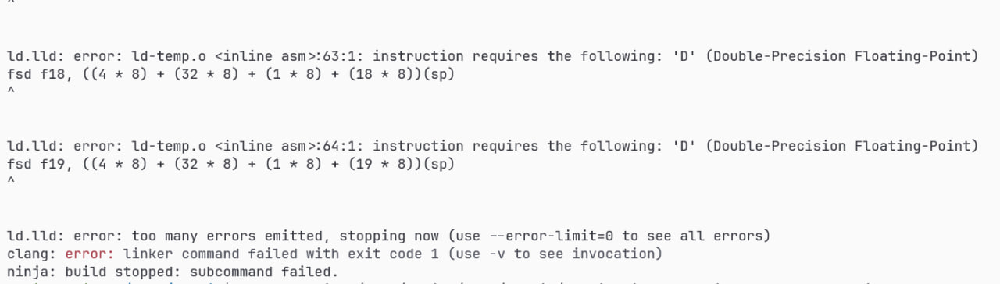 ^
ld.lld: error: ld-temp.o <inline asm>:63:1: instruction requires the following: 'D' (Double-Precision Floating-Point)
fsd f18, ((4 * 8) + (32 * 8) + (1 * 8) + (18 * 8))(sp)
^
ld.lld: error: ld-temp.o <inline asm>:64:1: instruction requires the following: 'D' (Double-Precision Floating-Point)
fsd f19, ((4 * 8) + (32 * 8) + (1 * 8) + (19 * 8))(sp)
^
ld.lld: error: too many errors emitted, stopping now (use --error-limit=0 to see all errors)
clang: error: linker command failed with exit code 1 (use -v to see invocation)
ninja: build stopped: subcommand failed.